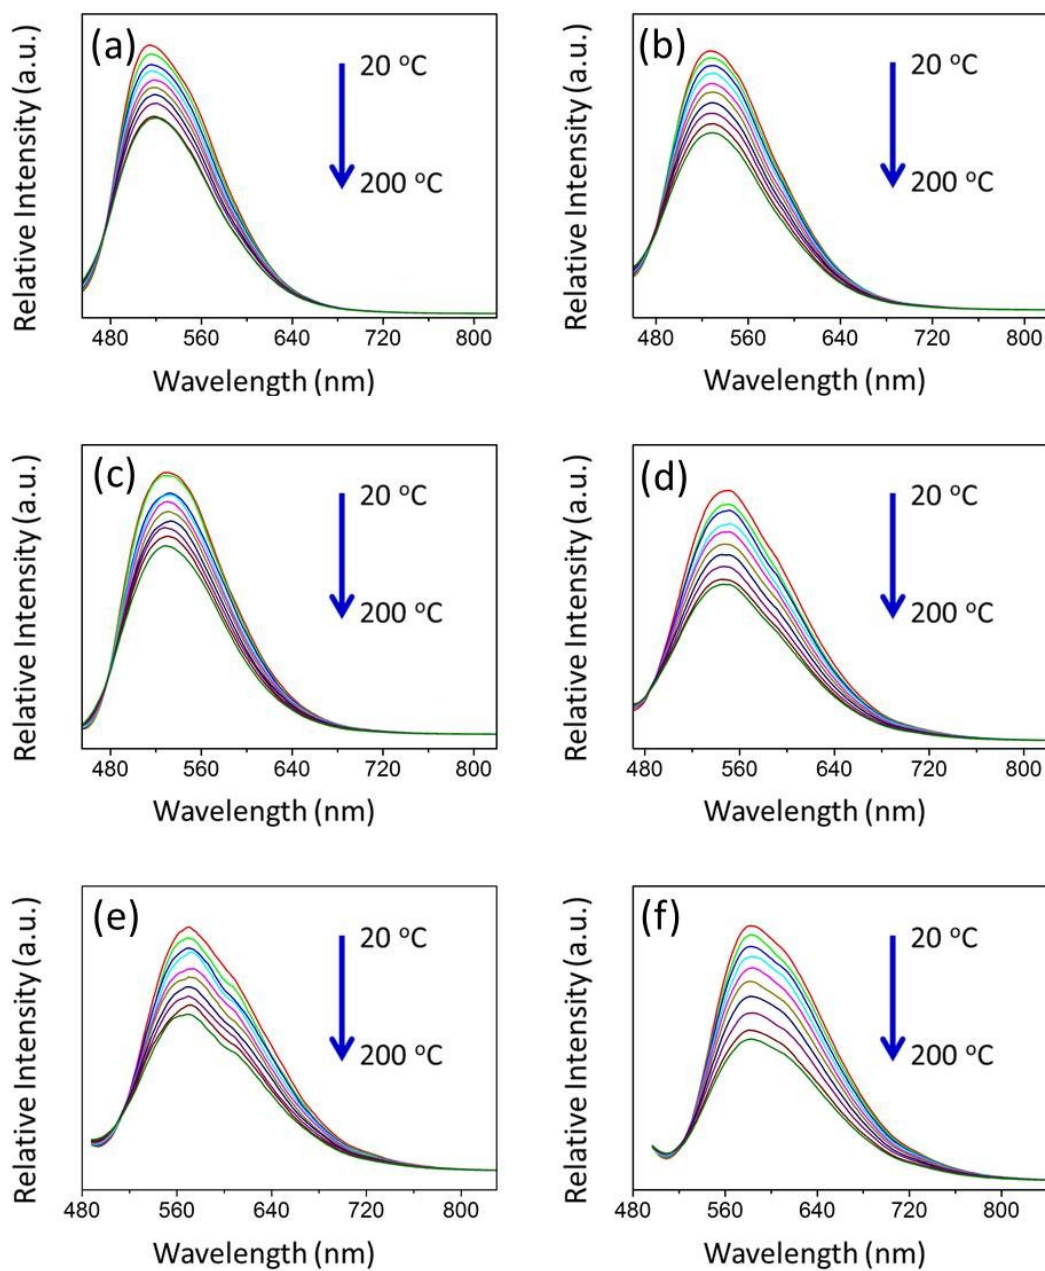 (a)
20 °C
200 °C
Relative Intensity (a.u.)
480 560 640 720 800
Wavelength (nm)
(b)
20 °C
200 °C
Relative Intensity (a.u.)
480 560 640 720 800
Wavelength (nm)
(c)
20 °C
200 °C
Relative Intensity (a.u.)
480 560 640 720 800
Wavelength (nm)
(d)
20 °C
200 °C
Relative Intensity (a.u.)
480 560 640 720 800
Wavelength (nm)
(e)
20 °C
200 °C
Relative Intensity (a.u.)
480 560 640 720 800
Wavelength (nm)
(f)
20 °C
200 °C
Relative Intensity (a.u.)
480 560 640 720 800
Wavelength (nm)